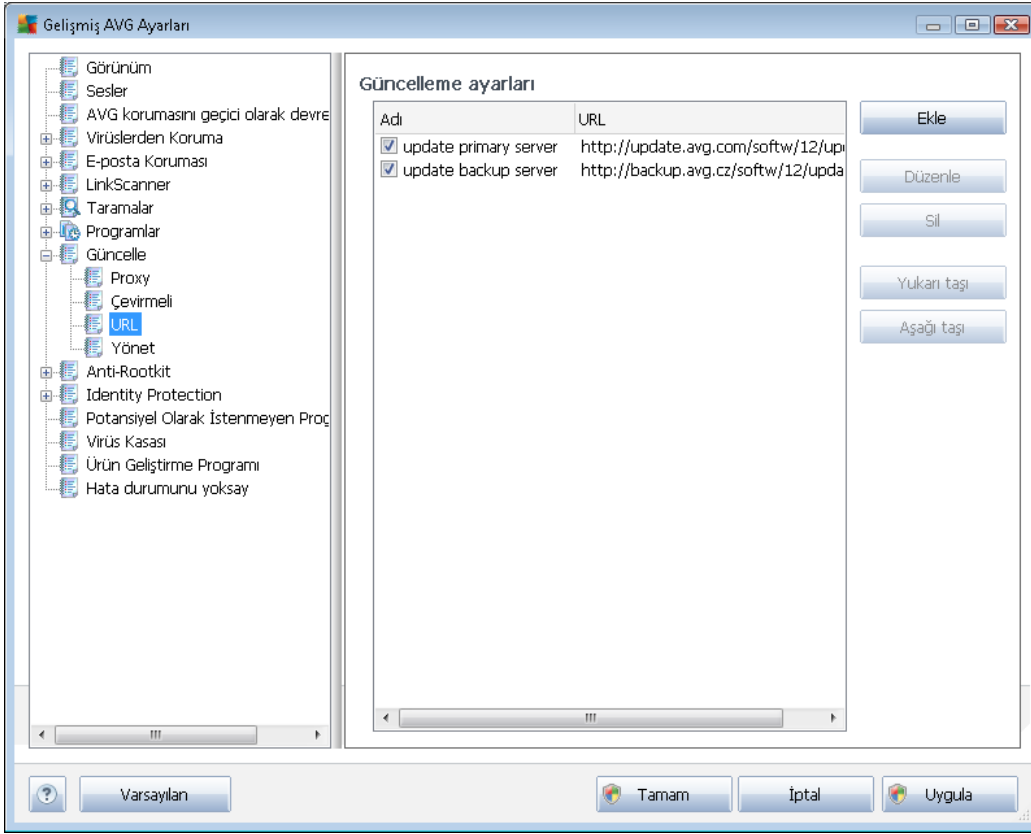 Gelişmiş AVG Ayarları
Görünüm
Sesler
AVG korumasını geçici olarak devre
Virüslerden Koruma
E-posta Koruması
LinkScanner
Taramalar
Programlar
Güncelle
Proxy
Çevirmeli
URL
Yönet
Anti-Rootkit
Identity Protection
Potansiyel Olarak İstenmeyen Prog
Virüs Kasası
Ürün Geliştirme Programı
Hata durumunu yoksay
Güncelleme ayarları
Adı URL
update primary server http://update.avg.com/softw/12/up
update backup server http://backup.avg.cz/softw/12/upda
Ekle
Düzenle
Sil
Yukarı taşı
Aşağı taşı
? Varsayılan Tamam İptal Uygula